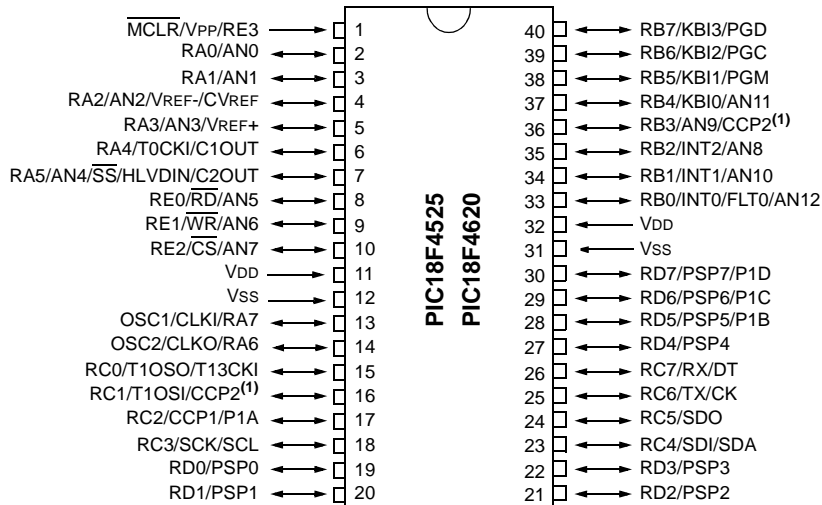 MCLR/VPP/RE3 1 40 RB7/KBI3/PGD
RA0/AN0 2 39 RB6/KBI2/PGC
RA1/AN1 3 38 RB5/KBI1/PGM
RA2/AN2/VREF-/CVREF 4 37 RB4/KBI0/AN11
RA3/AN3/VREF+ 5 36 RB3/AN9/CCP2(1)
RA4/T0CKI/C1OUT 6 35 RB2/INT2/AN8
RA5/AN4/SS/HLVDIN/C2OUT 7 34 RB1/INT1/AN10
RE0/RD/AN5 8 33 RB0/INT0/FLT0/AN12
RE1/WR/AN6 9 32 VDD
RE2/CS/AN7 10 31 VSS
VDD 11 30 RD7/PSP7/P1D
VSS 12 29 RD6/PSP6/P1C
OSC1/CLKI/RA7 13 28 RD5/PSP5/P1B
OSC2/CLKO/RA6 14 27 RD4/PSP4
RC0/T1OSO/T13CKI 15 26 RC7/RX/DT
RC1/T1OSI/CCP2(1) 16 25 RC6/TX/CK
RC2/CCP1/P1A 17 24 RC5/SDO
RC3/SCK/SCL 18 23 RC4/SDI/SDA
RD0/PSP0 19 22 RD3/PSP3
RD1/PSP1 20 21 RD2/PSP2
PIC18F4525
PIC18F4620